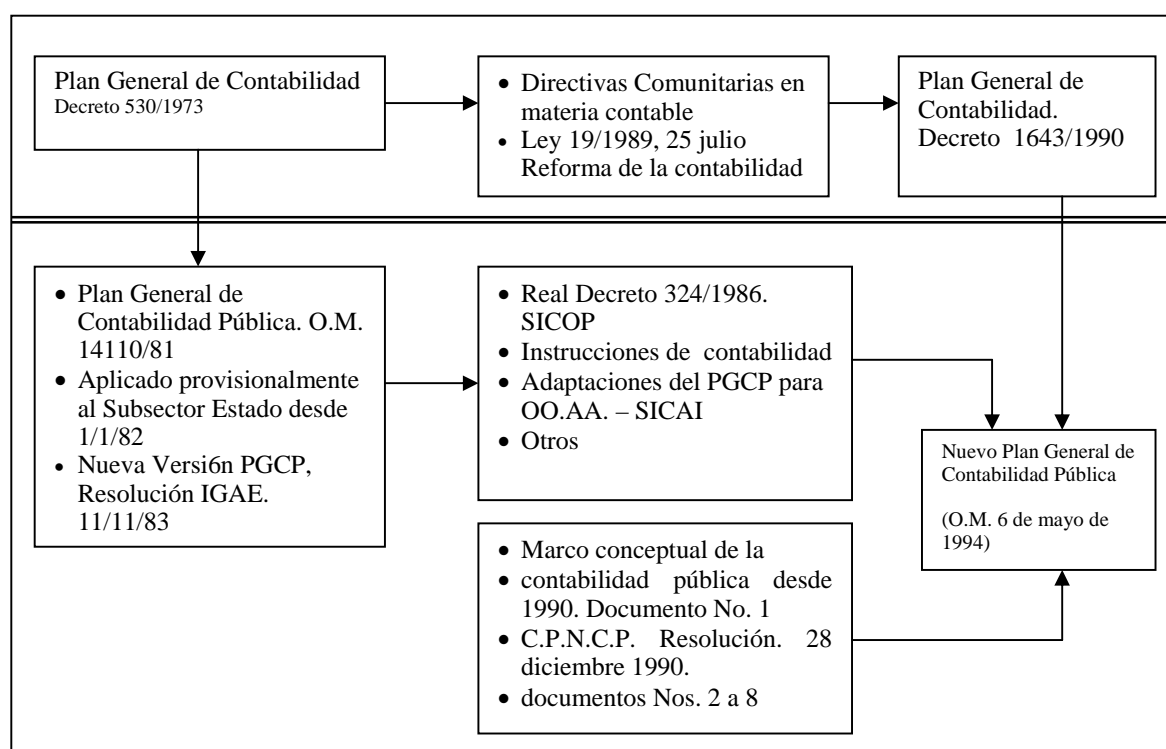 Plan General de Contabilidad
Decreto 530/1973
• Directivas Comunitarias en
materia contable
• Ley 19/1989, 25 julio
Reforma de la contabilidad
Plan General de
Contabilidad.
Decreto 1643/1990
• Plan General de
Contabilidad Pública. O.M.
14110/81
• Aplicado provisionalmente
al Subsector Estado desde
1/1/82
• Nueva Versi6n PGCP,
Resolución IGAE.
11/11/83
• Real Decreto 324/1986.
SICOP
• Instrucciones de contabilidad
• Adaptaciones del PGCP para
OO.AA. – SICAI
• Otros
Nuevo Plan General de
Contabilidad Pública
(O.M. 6 de mayo de
1994)
• Marco conceptual de la
• contabilidad pública desde
1990. Documento No. 1
• C.P.N.C.P. Resolución. 28
diciembre 1990.
• documentos Nos. 2 a 8